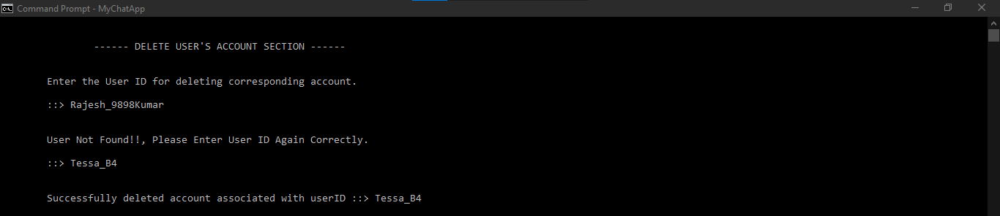 Command Prompt - MyChatApp
------ DELETE USER'S ACCOUNT SECTION ------
Enter the User ID for deleting corresponding account.
::> Rajesh_9898Kumar
User Not Found!!, Please Enter User ID Again Correctly.
::> Tessa_B4
Successfully deleted account associated with userID ::> Tessa_B4